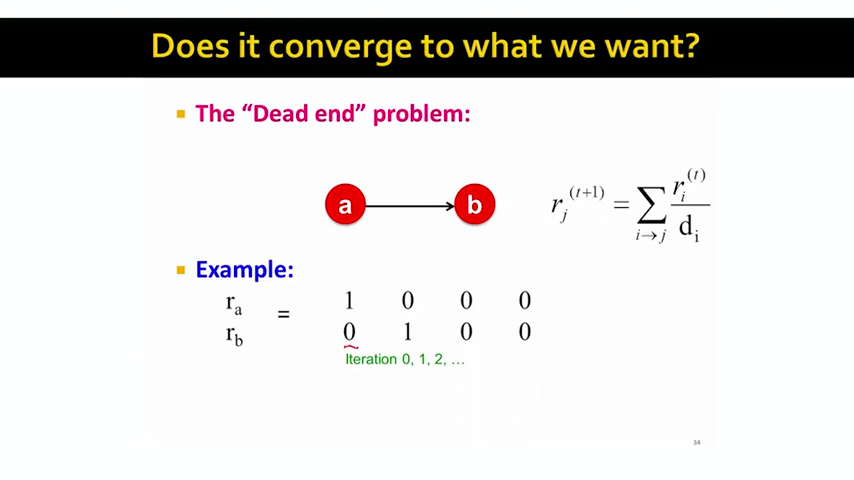 Does it converge to what we want?
▪ The “Dead end” problem:
a b
r_j^(t+1) = ∑_{i→j} r_i^(t) / d_i
▪ Example:
r_a 1 0 0 0
=
r_b 0 1 0 0
Iteration 0, 1, 2, …
34